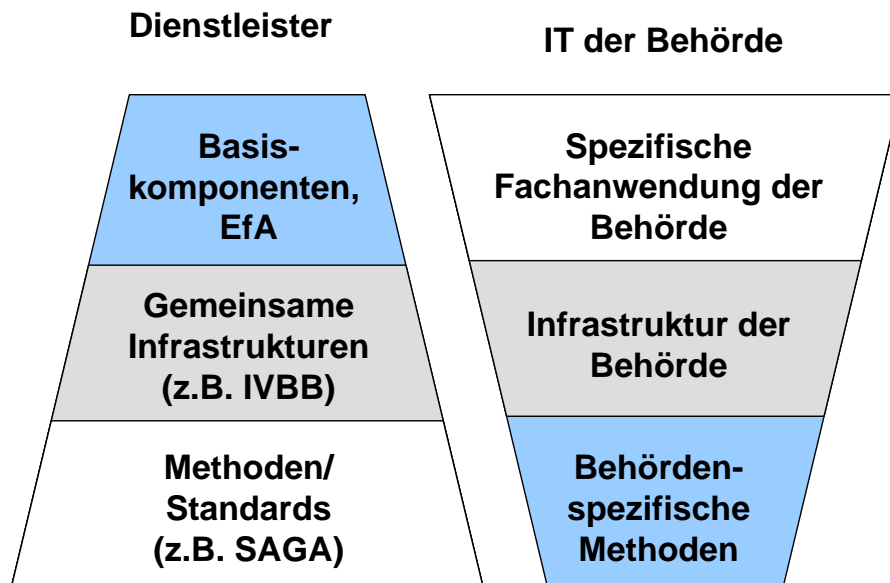 Dienstleister
Basis-
komponenten,
EfA
Gemeinsame
Infrastrukturen
(z.B. IVBB)
Methoden/
Standards
(z.B. SAGA)
IT der Behörde
Spezifische
Fachanwendung der
Behörde
Infrastruktur der
Behörde
Behörden-
spezifische
Methoden